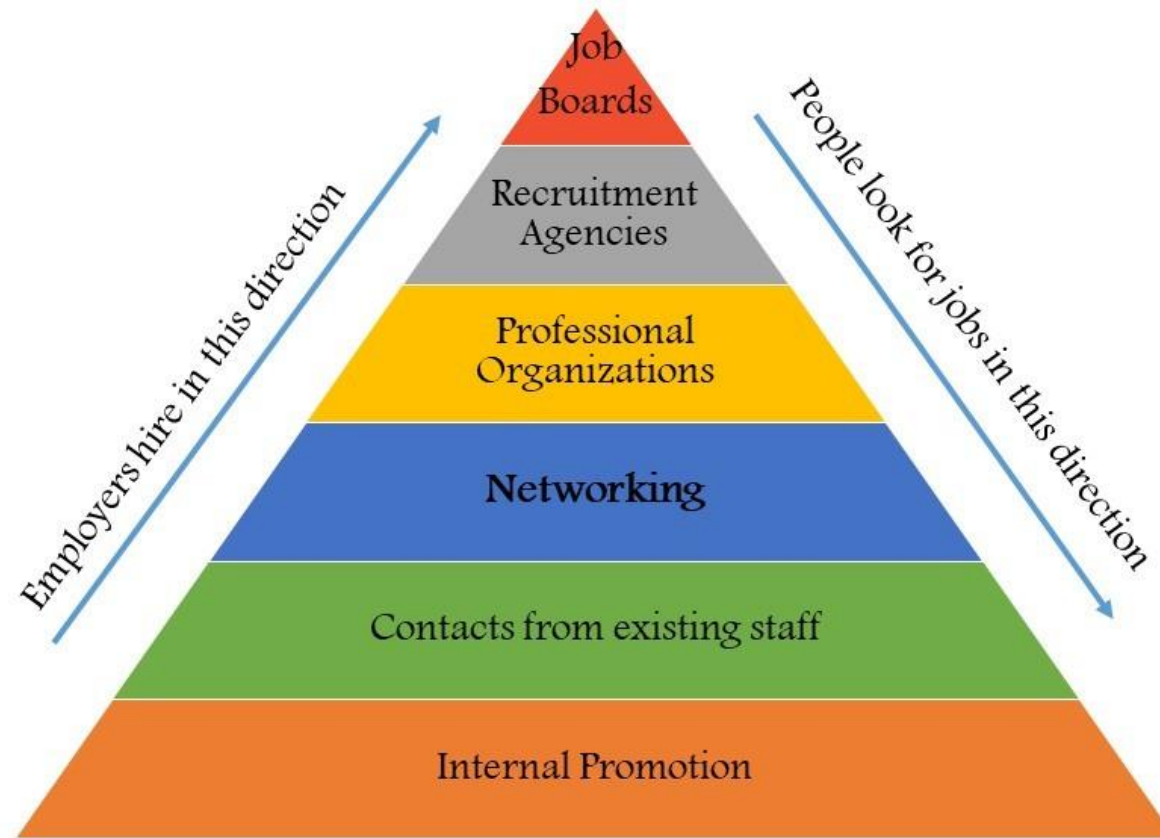 Job
Boards
Recruitment
Agencies
Professional
Organizations
Networking
Contacts from existing staff
Internal Promotion
Employers hire in this direction
People look for jobs in this direction